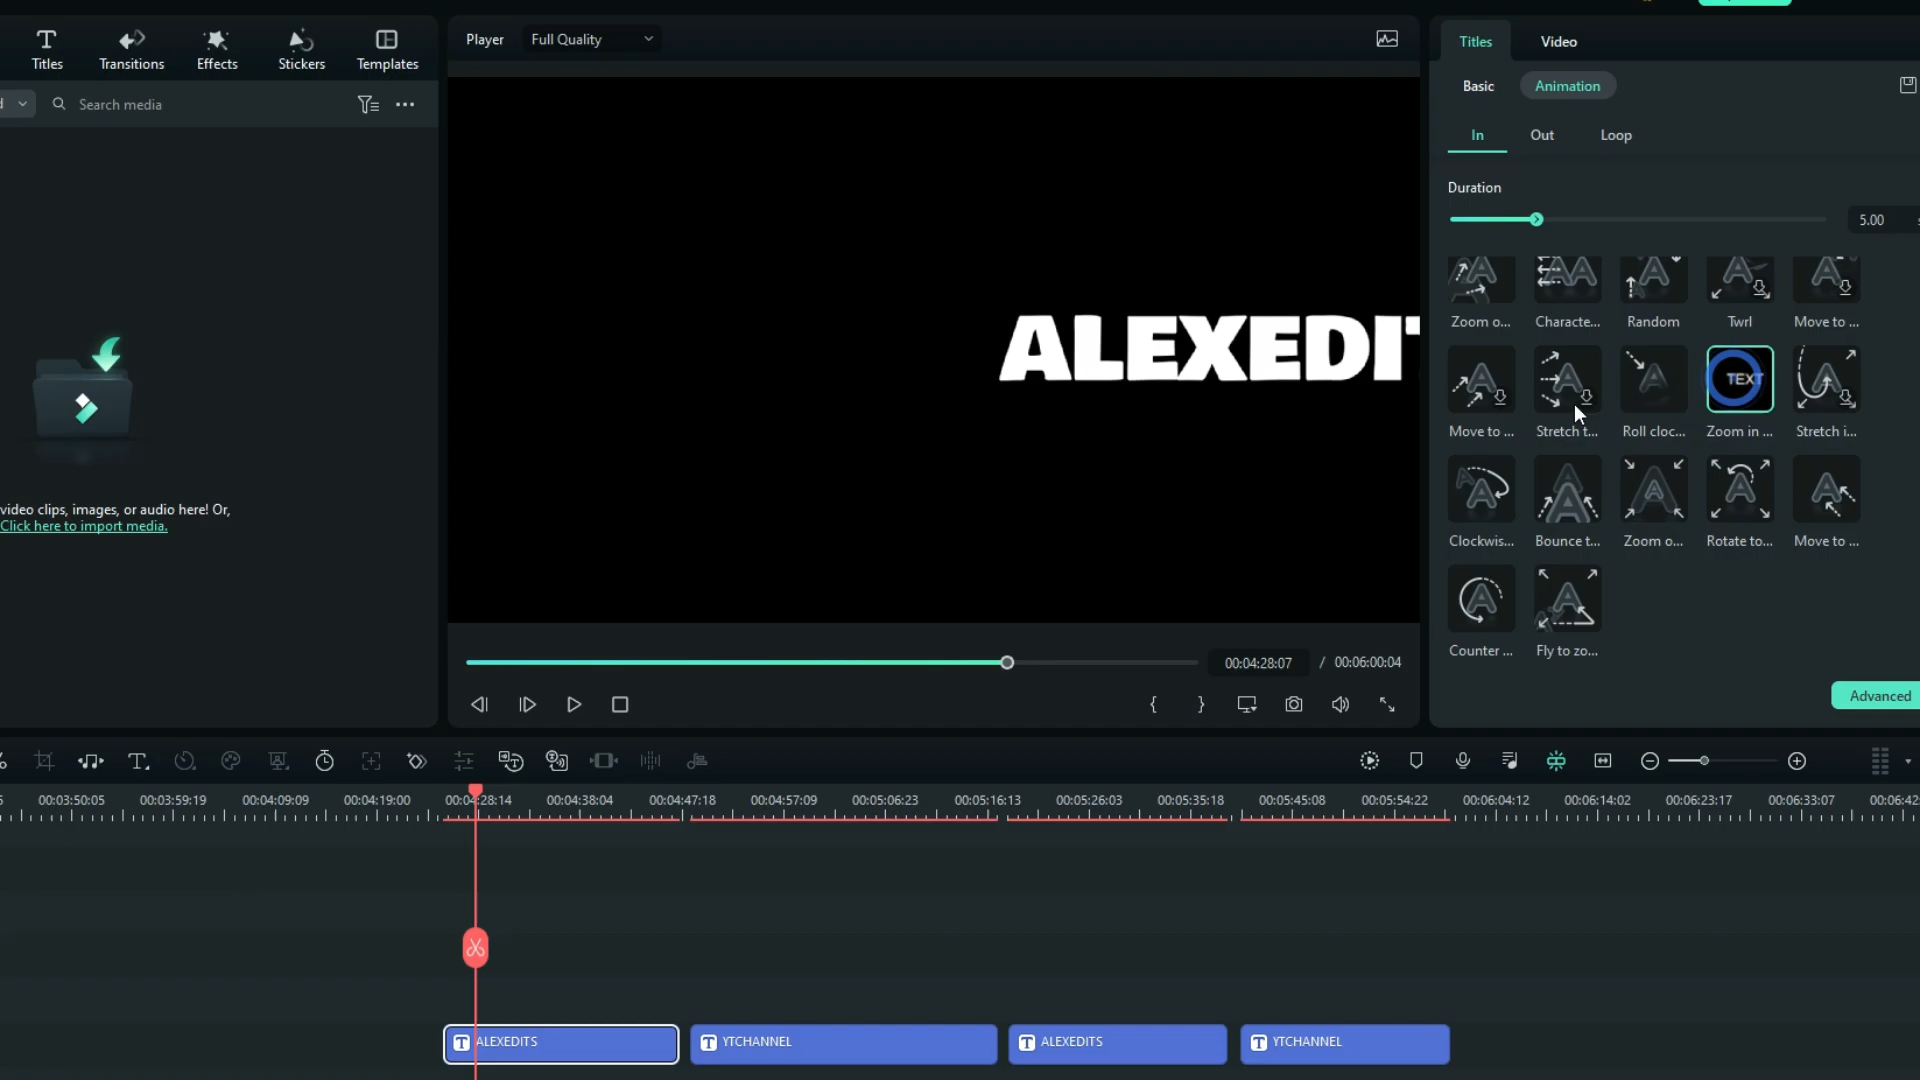 Titles
Transitions
Effects
Stickers
Templates
Search media
video clips, images, or audio here! Or,
Click here to import media.
Player
Full Quality
ALEXEDIT
00:04:28:07 / 00:06:00:04
Titles
Video
Basic
Animation
In
Out
Loop
Duration
5.00
Zoom o...
Characte...
Random
Twrl
Move to ...
Move to ...
Stretch t...
Roll cloc...
TEXT
Zoom in ...
Stretch i...
Clockwis...
Bounce t...
Zoom o...
Rotate to...
Move to ...
Counter ...
Fly to zo...
Advanced
00:03:50:05
00:03:59:19
00:04:09:09
00:04:19:00
00:04:28:14
00:04:38:04
00:04:47:18
00:04:57:09
00:05:06:23
00:05:16:13
00:05:26:03
00:05:35:18
00:05:45:08
00:05:54:22
00:06:04:12
00:06:14:02
00:06:23:17
00:06:33:07
00:06:42:
ALEXEDITS
YTCHANNEL
ALEXEDITS
YTCHANNEL